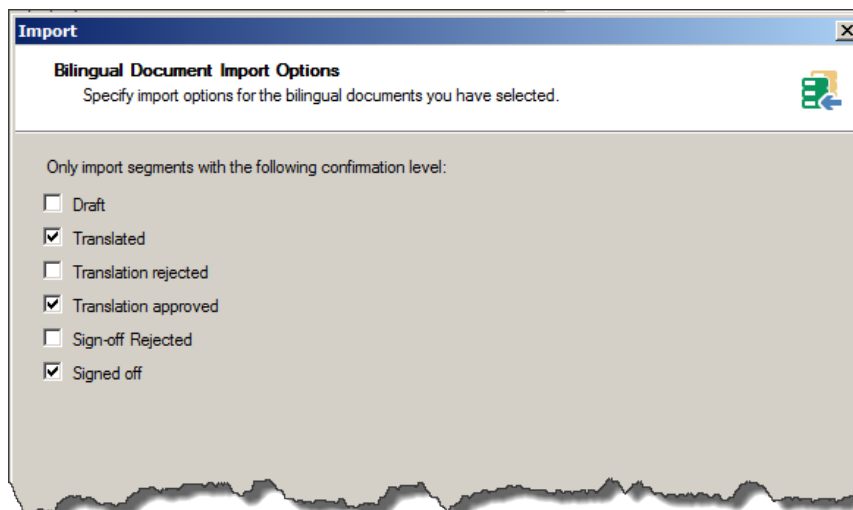 Import
Bilingual Document Import Options
Specify import options for the bilingual documents you have selected.
Only import segments with the following confirmation level:
Draft
Translated
Translation rejected
Translation approved
Sign-off Rejected
Signed off